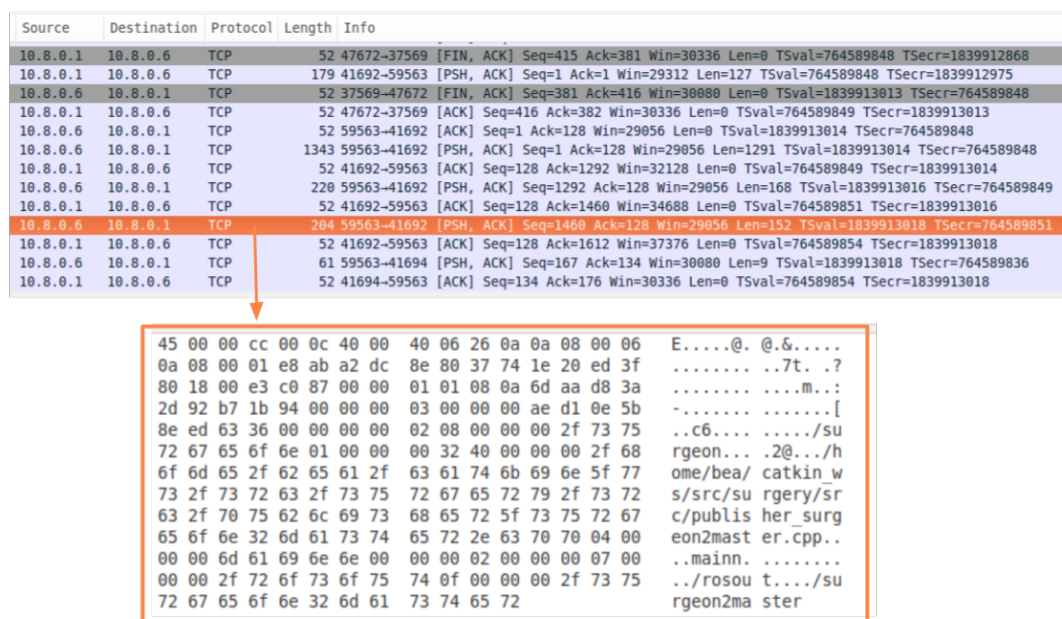 Source Destination Protocol Length Info
10.8.0.1 10.8.0.6 TCP 52 47672→37569 [FIN, ACK] Seq=415 Ack=381 Win=30336 Len=0 TSval=764589848 TSecr=1839912868
10.8.0.1 10.8.0.6 TCP 179 41692→59563 [PSH, ACK] Seq=1 Ack=1 Win=29312 Len=127 TSval=764589848 TSecr=1839912975
10.8.0.6 10.8.0.1 TCP 52 37569→47672 [FIN, ACK] Seq=381 Ack=416 Win=30080 Len=0 TSval=1839913013 TSecr=764589848
10.8.0.1 10.8.0.6 TCP 52 47672→37569 [ACK] Seq=416 Ack=382 Win=30336 Len=0 TSval=764589849 TSecr=1839913013
10.8.0.6 10.8.0.1 TCP 52 59563→41692 [ACK] Seq=1 Ack=128 Win=29056 Len=0 TSval=1839913014 TSecr=764589848
10.8.0.6 10.8.0.1 TCP 1343 59563→41692 [PSH, ACK] Seq=1 Ack=128 Win=29056 Len=1291 TSval=1839913014 TSecr=764589848
10.8.0.1 10.8.0.6 TCP 52 41692→59563 [ACK] Seq=128 Ack=1292 Win=32128 Len=0 TSval=764589849 TSecr=1839913014
10.8.0.6 10.8.0.1 TCP 220 59563→41692 [PSH, ACK] Seq=1292 Ack=128 Win=29056 Len=168 TSval=1839913016 TSecr=764589849
10.8.0.1 10.8.0.6 TCP 52 41692→59563 [ACK] Seq=128 Ack=1460 Win=34688 Len=0 TSval=764589851 TSecr=1839913016
10.8.0.6 10.8.0.1 TCP 204 59563→41692 [PSH, ACK] Seq=1460 Ack=128 Win=29056 Len=152 TSval=1839913018 TSecr=764589851
10.8.0.1 10.8.0.6 TCP 52 41692→59563 [ACK] Seq=128 Ack=1612 Win=37376 Len=0 TSval=764589854 TSecr=1839913018
10.8.0.6 10.8.0.1 TCP 61 59563→41694 [PSH, ACK] Seq=167 Ack=134 Win=30080 Len=9 TSval=1839913018 TSecr=764589836
10.8.0.1 10.8.0.6 TCP 52 41694→59563 [ACK] Seq=134 Ack=176 Win=30336 Len=0 TSval=764589854 TSecr=1839913018
45 00 00 cc 00 0c 40 00 40 06 26 0a 0a 08 00 06 E.....@. @.&.....
0a 08 00 01 e8 ab a2 dc 8e 80 37 74 1e 20 ed 3f ........ ..7t. .?
80 18 00 e3 c0 87 00 00 01 01 08 0a 6d aa d8 3a ........ ....m..:
2d 92 b7 1b 94 00 00 00 03 00 00 00 ae d1 0e 5b -....... .......[
8e ed 63 36 00 00 00 00 02 08 00 00 00 2f 73 75 ..c6.... ...../su
72 67 65 6f 6e 01 00 00 00 32 40 00 00 00 2f 68 rgeon... .2@.../h
6f 6d 65 2f 62 65 61 2f 63 61 74 6b 69 6e 5f 77 ome/bea/ catkin_w
73 2f 73 72 63 2f 73 75 72 67 65 72 79 2f 73 72 s/src/su rgery/sr
63 2f 70 75 62 6c 69 73 68 65 72 5f 73 75 72 67 c/publis her_surg
65 6f 6e 32 6d 61 73 74 65 72 2e 63 70 70 04 00 eon2mast er.cpp..
00 00 6d 61 69 6e 6e 00 00 00 02 00 00 00 07 00 ..mainn. ........
00 00 2f 72 6f 73 6f 75 74 0f 00 00 00 2f 73 75 ../rosou t..../su
72 67 65 6f 6e 32 6d 61 73 74 65 72 rgeon2ma ster